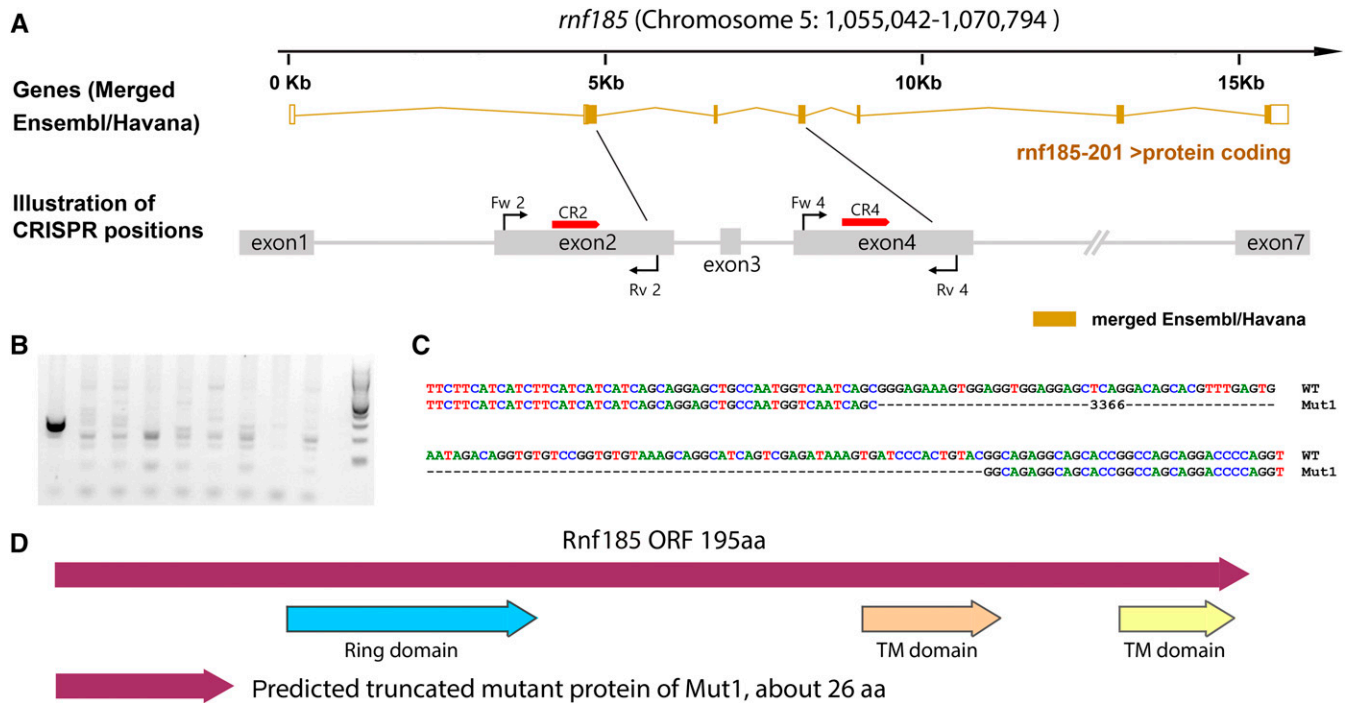 A
rnf185 (Chromosome 5: 1,055,042-1,070,794 )
0 Kb 5Kb 10Kb 15Kb
Genes (Merged
Ensembl/Havana)
rnf185-201 >protein coding
Illustration of
CRISPR positions
Fw 2 CR2 Fw 4 CR4
exon1 exon2 exon3 exon4 exon7
Rv 2 Rv 4
merged Ensembl/Havana
B
C
TTCTTCATCATCTTCATCATCATCAGCAGGAGCTGCCAATGGTCAATCAGCGGGAGAAAGTGGAGGTGGAGGAGCTCAGGACAGCACGTTTGAGTG WT
TTCTTCATCATCTTCATCATCATCAGCAGGAGCTGCCAATGGTCAATCAGC------------------------3366----------------- Mut1
AATAGACAGGTGTGTCCGGTGTGTAAAGCAGGCATCAGTCGAGATAAAGTGATCCCACTGTACGGCAGAGGCAGCACCGGCCAGCAGGACCCCAGGT WT
---------------------------------------------------------------GGCAGAGGCAGCACCGGCCAGCAGGACCCCAGGT Mut1
D
Rnf185 ORF 195aa
Ring domain TM domain TM domain
Predicted truncated mutant protein of Mut1, about 26 aa